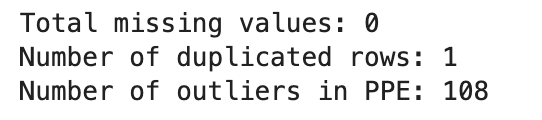 Total missing values: 0
Number of duplicated rows: 1
Number of outliers in PPE: 108